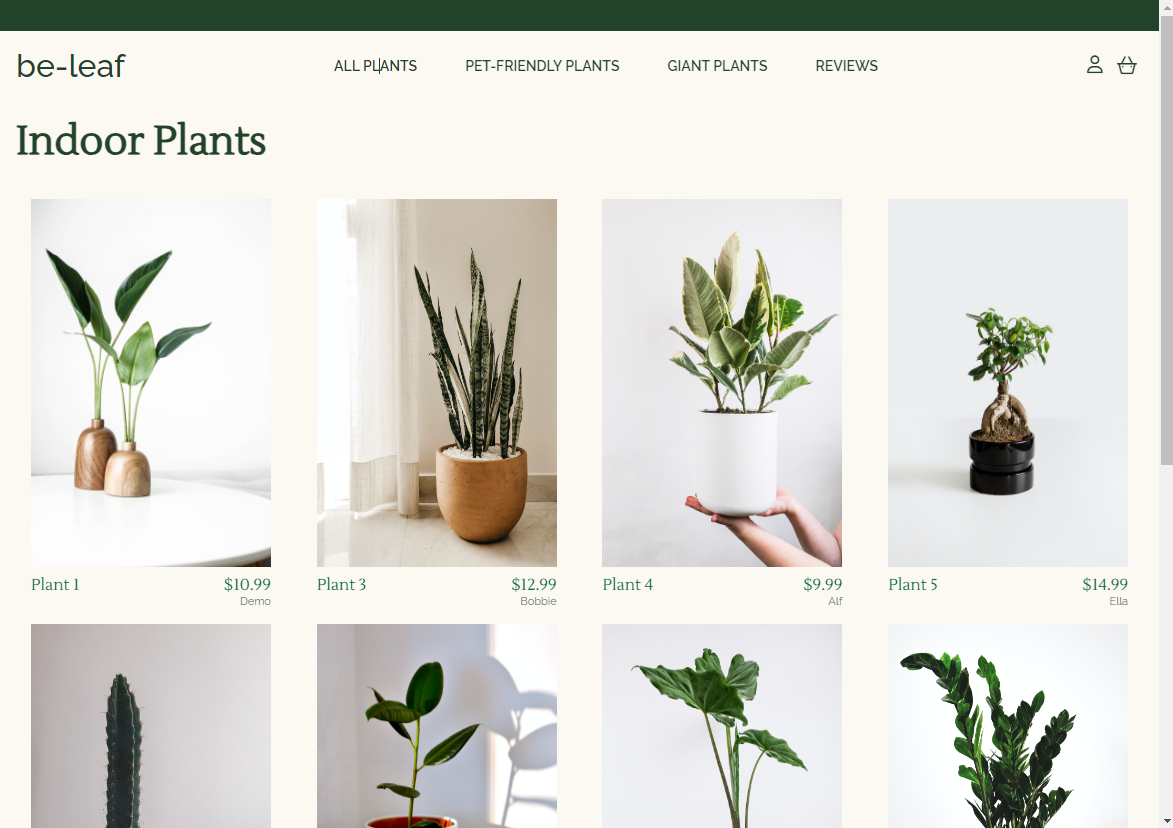 be-leaf
ALL PLANTS
PET-FRIENDLY PLANTS
GIANT PLANTS
REVIEWS
Indoor Plants
Plant 1
$10.99
Demo
Plant 3
$12.99
Bobbie
Plant 4
$9.99
Alf
Plant 5
$14.99
Ella